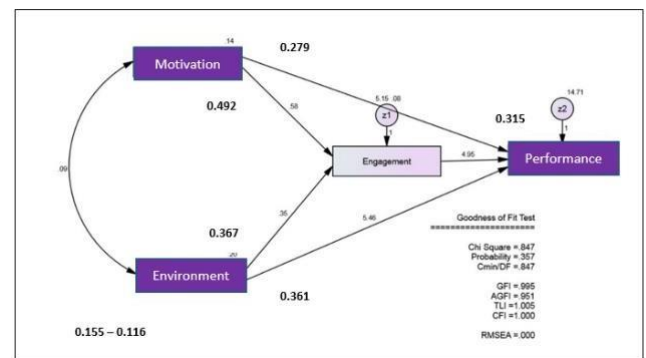 .14
0.279
Motivation
5.15 .08
14.71
0.492
.58
z1
z2
0.315
1
1
Engagement
4.95
Performance
.09
.35
5.46
Goodness of Fit Test
=====================
0.367
.20
Chi Square =.847
Probability =.357
Cmin/DF =.847
Environment
0.361
GFI =.995
AGFI =.951
TLI =1.005
CFI =1.000
0.155 – 0.116
RMSEA =.000